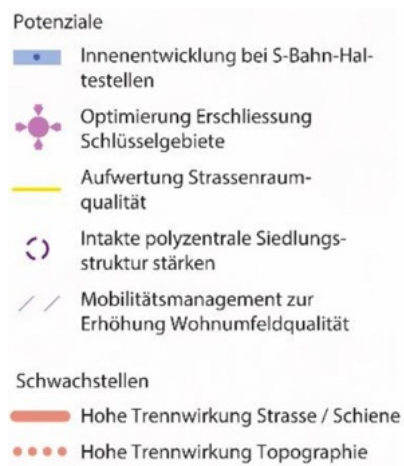 Potenziale
Innenentwicklung bei S-Bahn-Hal-
testellen
Optimierung Erschliessung
Schlüsselgebiete
Aufwertung Strassenraum-
qualität
Intakte polyzentrale Siedlungs-
struktur stärken
Mobilitätsmanagement zur
Erhöhung Wohnumfeldqualität
Schwachstellen
Hohe Trennwirkung Strasse / Schiene
Hohe Trennwirkung Topographie